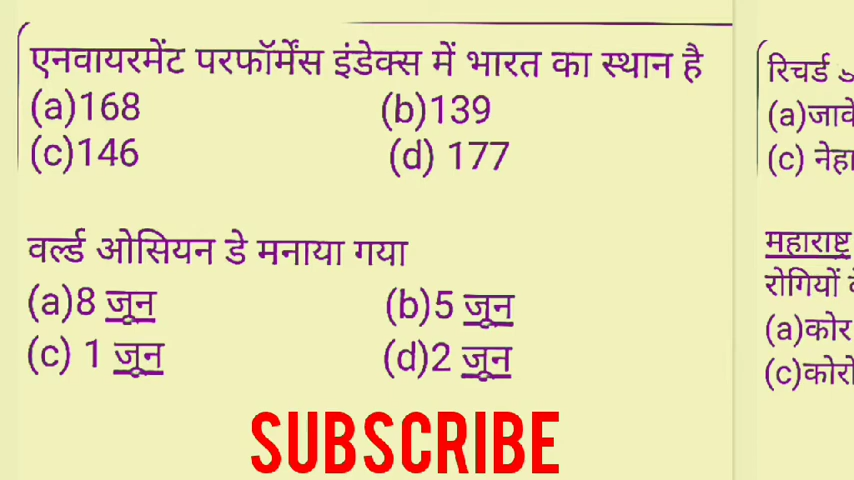 एनवायरमेंट परफॉर्मेंस इंडेक्स में भारत का स्थान है
(a)168 (b)139
(c)146 (d) 177
वर्ल्ड ओसियन डे मनाया गया
(a)8 जून (b)5 जून
(c) 1 जून (d)2 जून
SUBSCRIBE
रिचर्ड
(a)
(c)
महाराष्ट्र
रोगियों
(a)
(c)